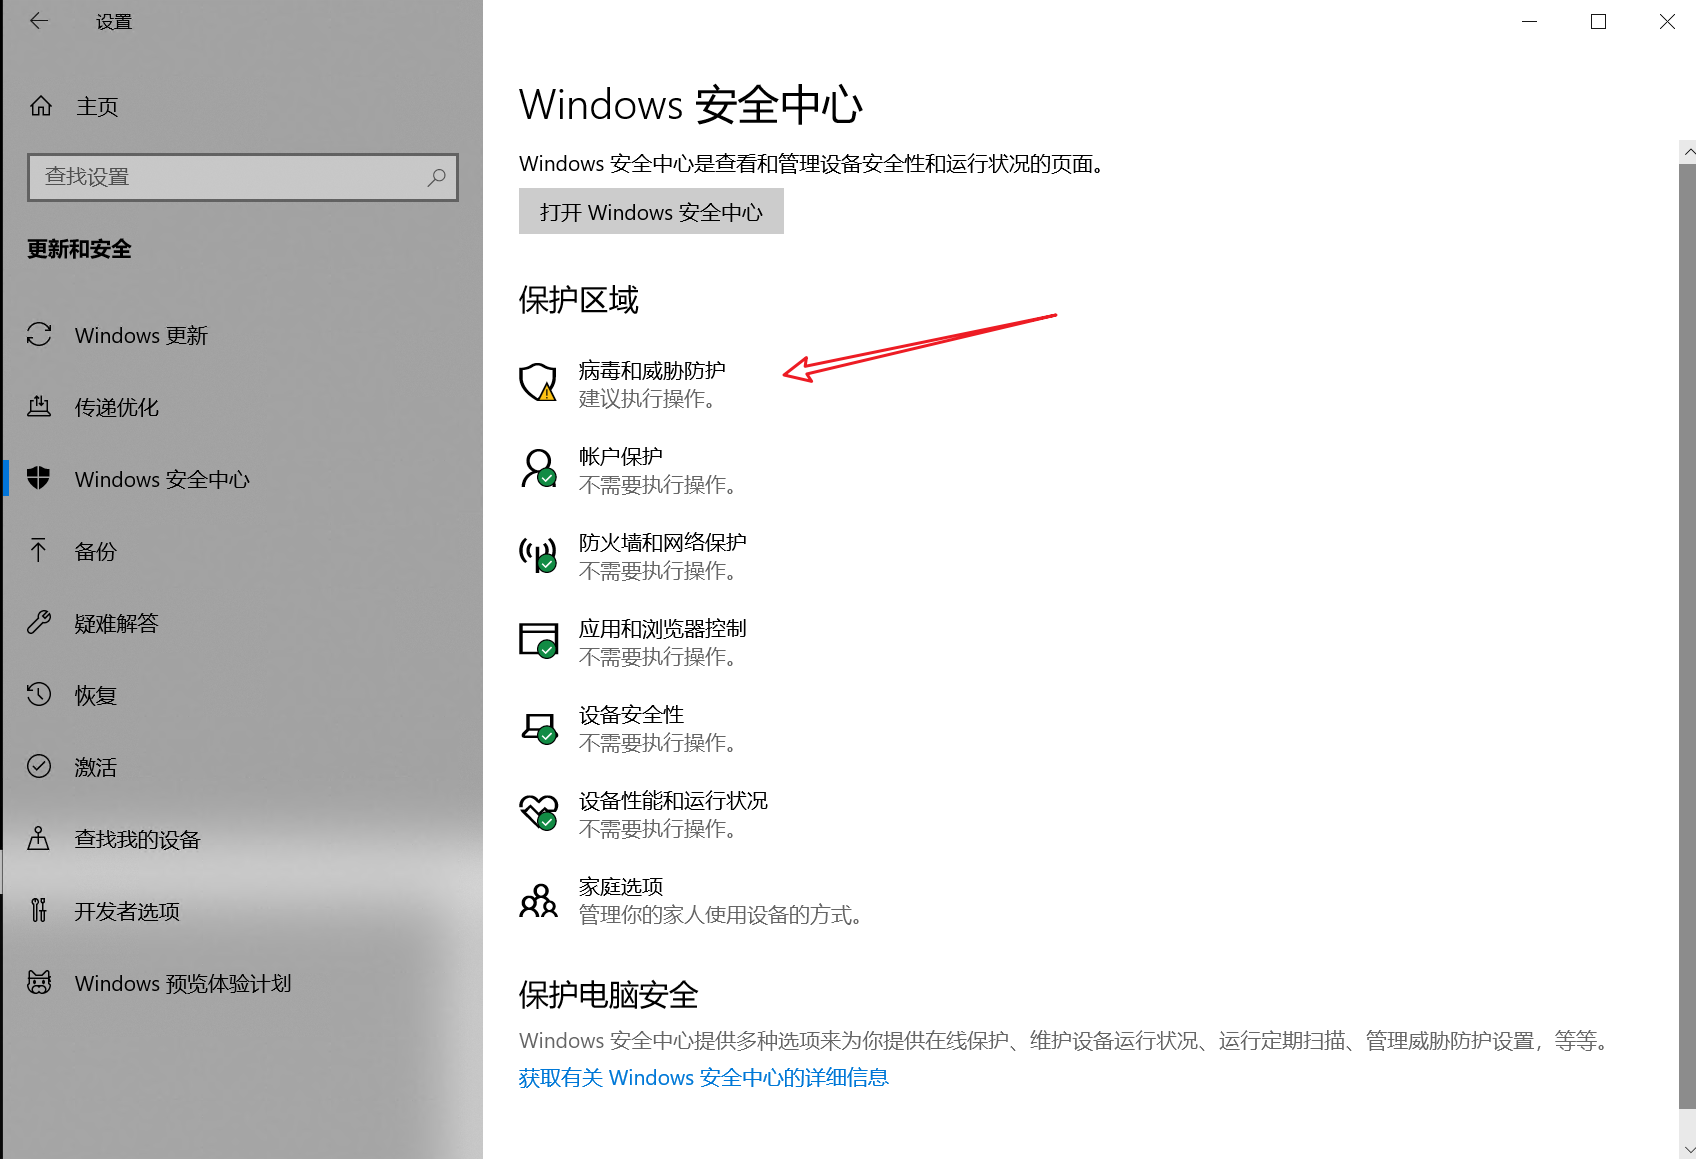 设置
主页
查找设置
更新和安全
Windows 更新
传递优化
Windows 安全中心
备份
疑难解答
恢复
激活
查找我的设备
开发者选项
Windows 预览体验计划
Windows 安全中心
Windows 安全中心是查看和管理设备安全性和运行状况的页面。
打开 Windows 安全中心
保护区域
病毒和威胁防护
建议执行操作。
帐户保护
不需要执行操作。
防火墙和网络保护
不需要执行操作。
应用和浏览器控制
不需要执行操作。
设备安全性
不需要执行操作。
设备性能和运行状况
不需要执行操作。
家庭选项
管理你的家人使用设备的方式。
保护电脑安全
Windows 安全中心提供多种选项来为你提供在线保护、维护设备运行状况、运行定期扫描、管理威胁防护设置，等等。
获取有关 Windows 安全中心的详细信息